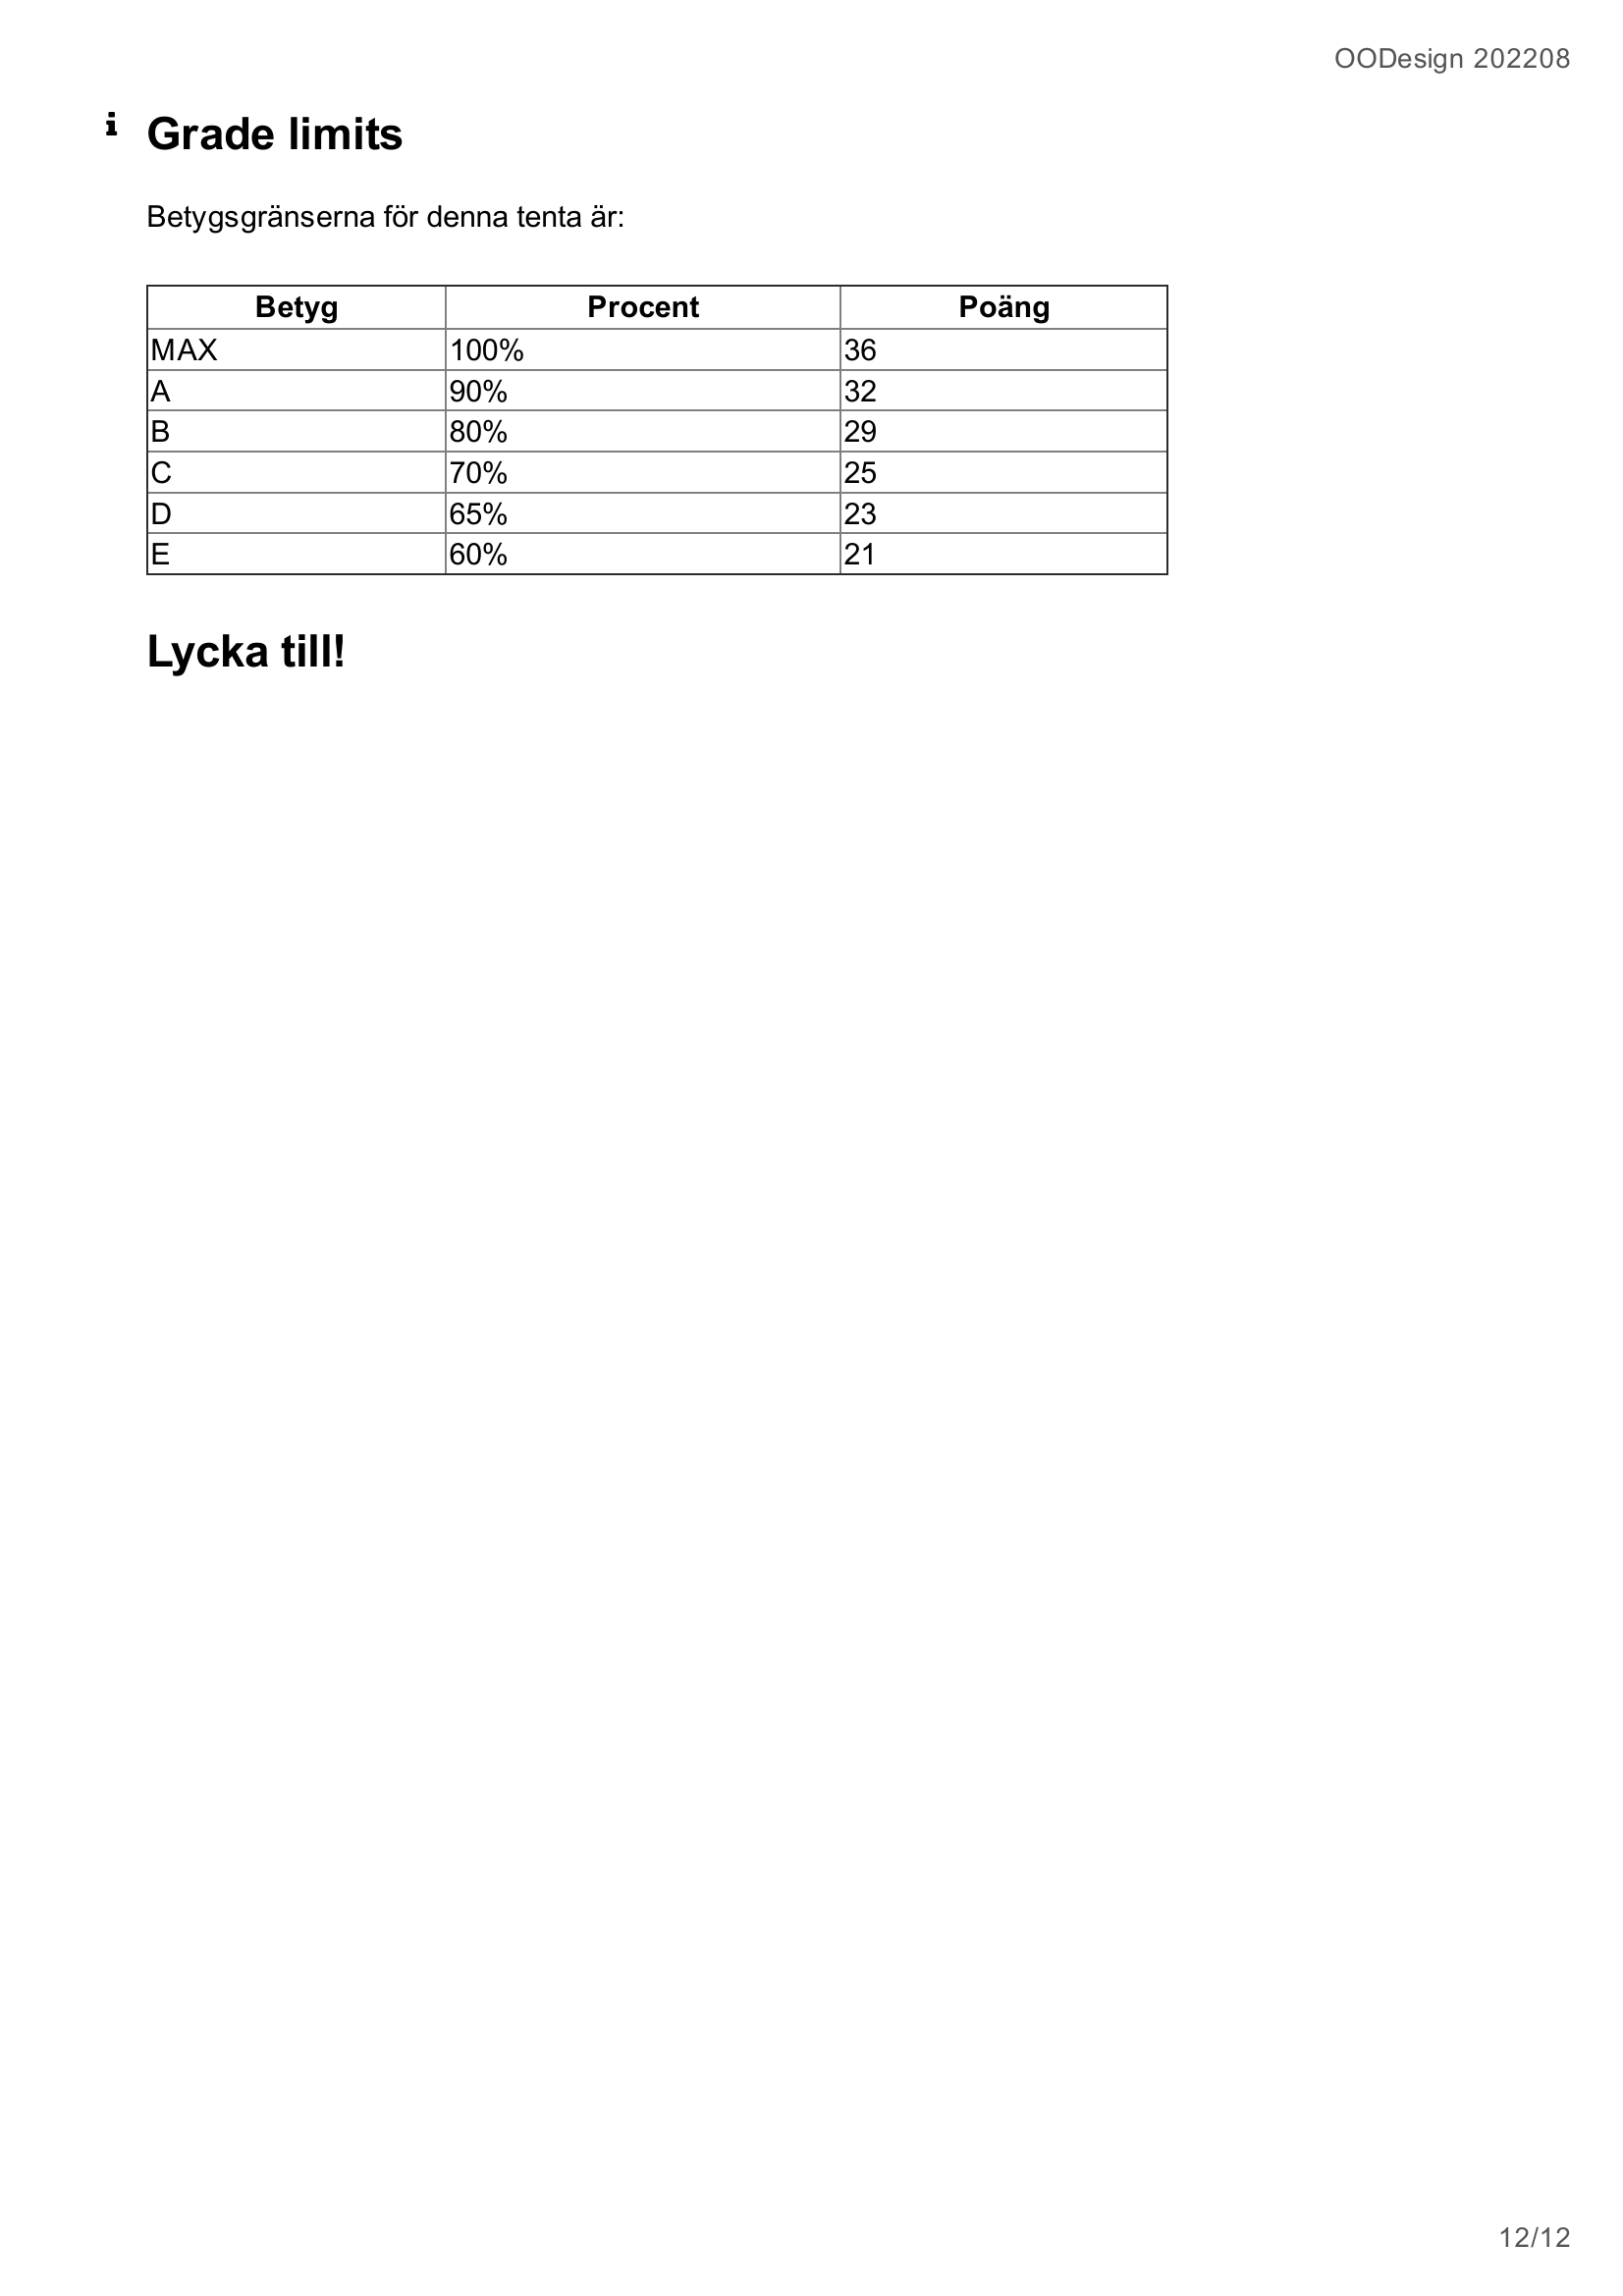 OODesign 202208
i Grade limits
Betygsgränserna för denna tenta är:
Betyg Procent Poäng
MAX 100% 36
A 90% 32
B 80% 29
C 70% 25
D 65% 23
E 60% 21
Lycka till!
12/12